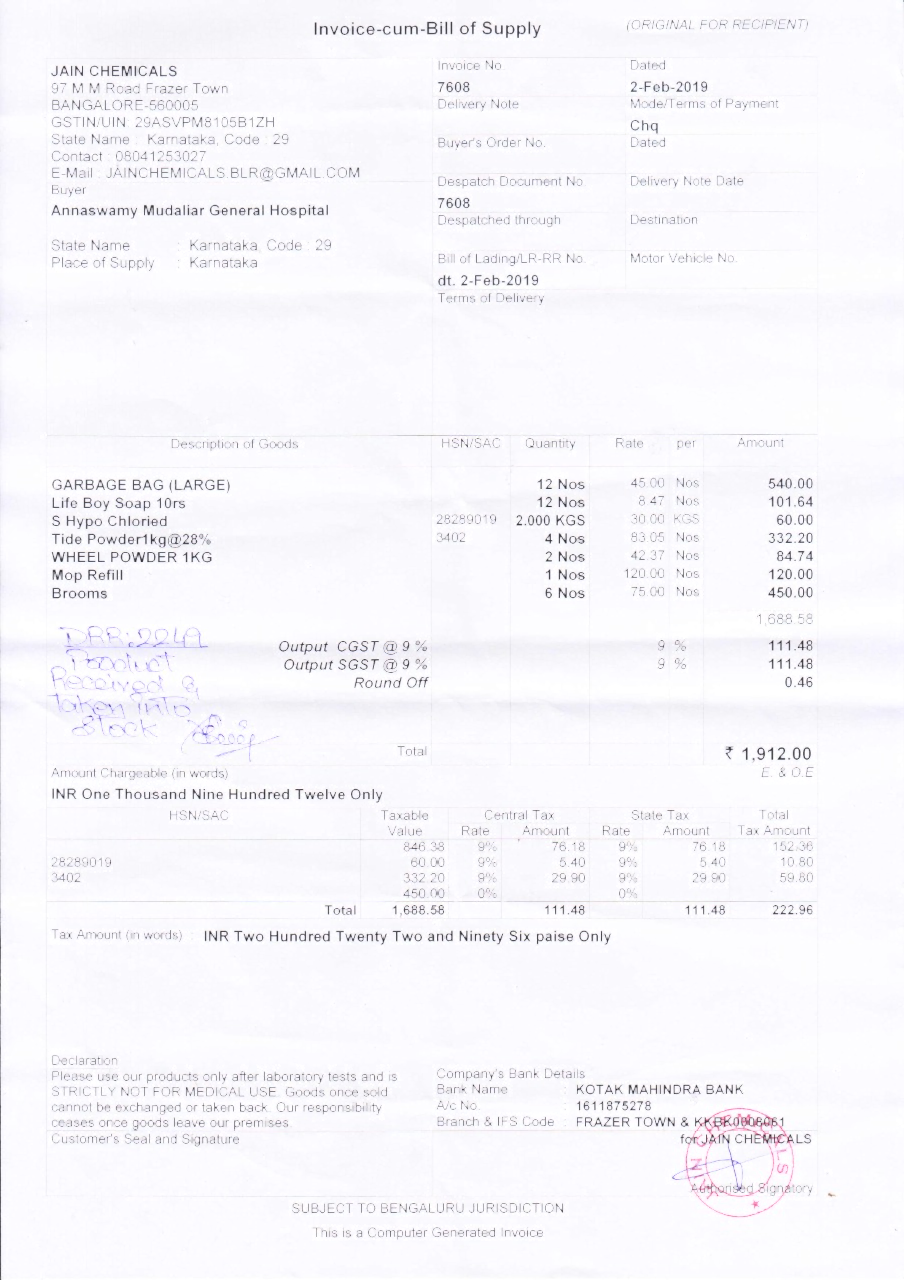 Invoice-cum-Bill of Supply
(ORIGINAL FOR RECIPIENT)
JAIN CHEMICALS
97 M M Road Frazer Town
BANGALORE-560005
GSTIN/UIN: 29ASVPM8105B1ZH
State Name : Karnataka, Code : 29
Contact : 08041253027
E-Mail : JAINCHEMICALS.BLR@GMAIL.COM
Buyer
Annaswamy Mudaliar General Hospital
State Name : Karnataka, Code : 29
Place of Supply : Karnataka
Invoice No. Dated
7608 2-Feb-2019
Delivery Note Mode/Terms of Payment
Chq
Buyer's Order No. Dated
Despatch Document No. Delivery Note Date
7608
Despatched through Destination
Bill of Lading/LR-RR No. Motor Vehicle No.
dt. 2-Feb-2019
Terms of Delivery
Description of Goods HSN/SAC Quantity Rate per Amount
GARBAGE BAG (LARGE) 12 Nos 45.00 Nos 540.00
Life Boy Soap 10rs 12 Nos 8.47 Nos 101.64
S Hypo Chloried 28289019 2.000 KGS 30.00 KGS 60.00
Tide Powder1kg@28% 3402 4 Nos 83.05 Nos 332.20
WHEEL POWDER 1KG 2 Nos 42.37 Nos 84.74
Mop Refill 1 Nos 120.00 Nos 120.00
Brooms 6 Nos 75.00 Nos 450.00
1,688.58
Output CGST @ 9 % 9 % 111.48
Output SGST @ 9 % 9 % 111.48
Round Off 0.46
Product
Received &
Taken into
Stock
Total ₹ 1,912.00
Amount Chargeable (in words) E. & O.E
INR One Thousand Nine Hundred Twelve Only
HSN/SAC Taxable Central Tax State Tax Total
Value Rate Amount Rate Amount Tax Amount
846.38 9% 76.18 9% 76.18 152.36
28289019 60.00 9% 5.40 9% 5.40 10.80
3402 332.20 9% 29.90 9% 29.90 59.80
450.00 0% 0%
Total 1,688.58 111.48 111.48 222.96
Tax Amount (in words) : INR Two Hundred Twenty Two and Ninety Six paise Only
Declaration
Please use our products only after laboratory tests and is
STRICTLY NOT FOR MEDICAL USE. Goods once sold
cannot be exchanged or taken back. Our responsibility
ceases once goods leave our premises.
Customer's Seal and Signature
Company's Bank Details
Bank Name : KOTAK MAHINDRA BANK
A/c No. : 1611875278
Branch & IFS Code : FRAZER TOWN &
for JAIN CHEMICALS
Authorised Signatory
SUBJECT TO BENGALURU JURISDICTION
This is a Computer Generated Invoice